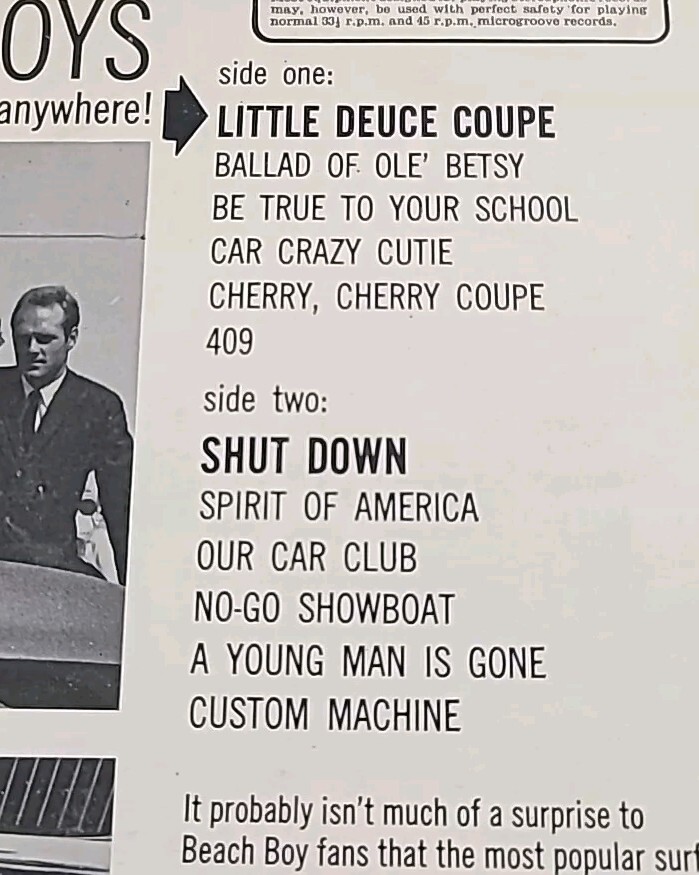 OYS
anywhere!
may, however, be used with perfect safety for playing
normal 33⅓ r.p.m. and 45 r.p.m. microgroove records.
side one:
LITTLE DEUCE COUPE
BALLAD OF OLE' BETSY
BE TRUE TO YOUR SCHOOL
CAR CRAZY CUTIE
CHERRY, CHERRY COUPE
409
side two:
SHUT DOWN
SPIRIT OF AMERICA
OUR CAR CLUB
NO-GO SHOWBOAT
A YOUNG MAN IS GONE
CUSTOM MACHINE
It probably isn't much of a surprise to
Beach Boy fans that the most popular surf